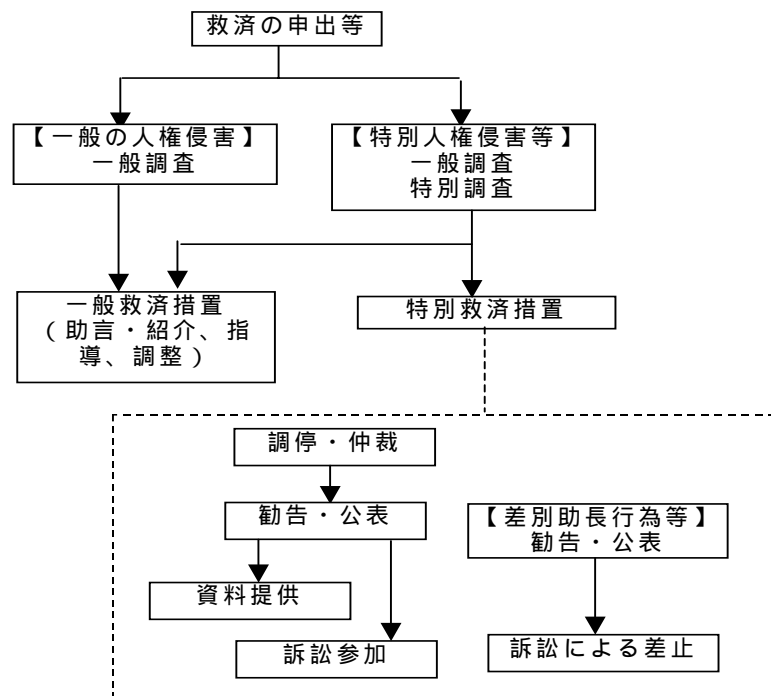 救済の申出等
【一般の人権侵害】
一般調査
【特別人権侵害等】
一般調査
特別調査
一般救済措置
(助言・紹介、指
導、調整)
特別救済措置
調停・仲裁
勧告・公表
資料提供
訴訟参加
【差別助長行為等】
勧告・公表
訴訟による差止